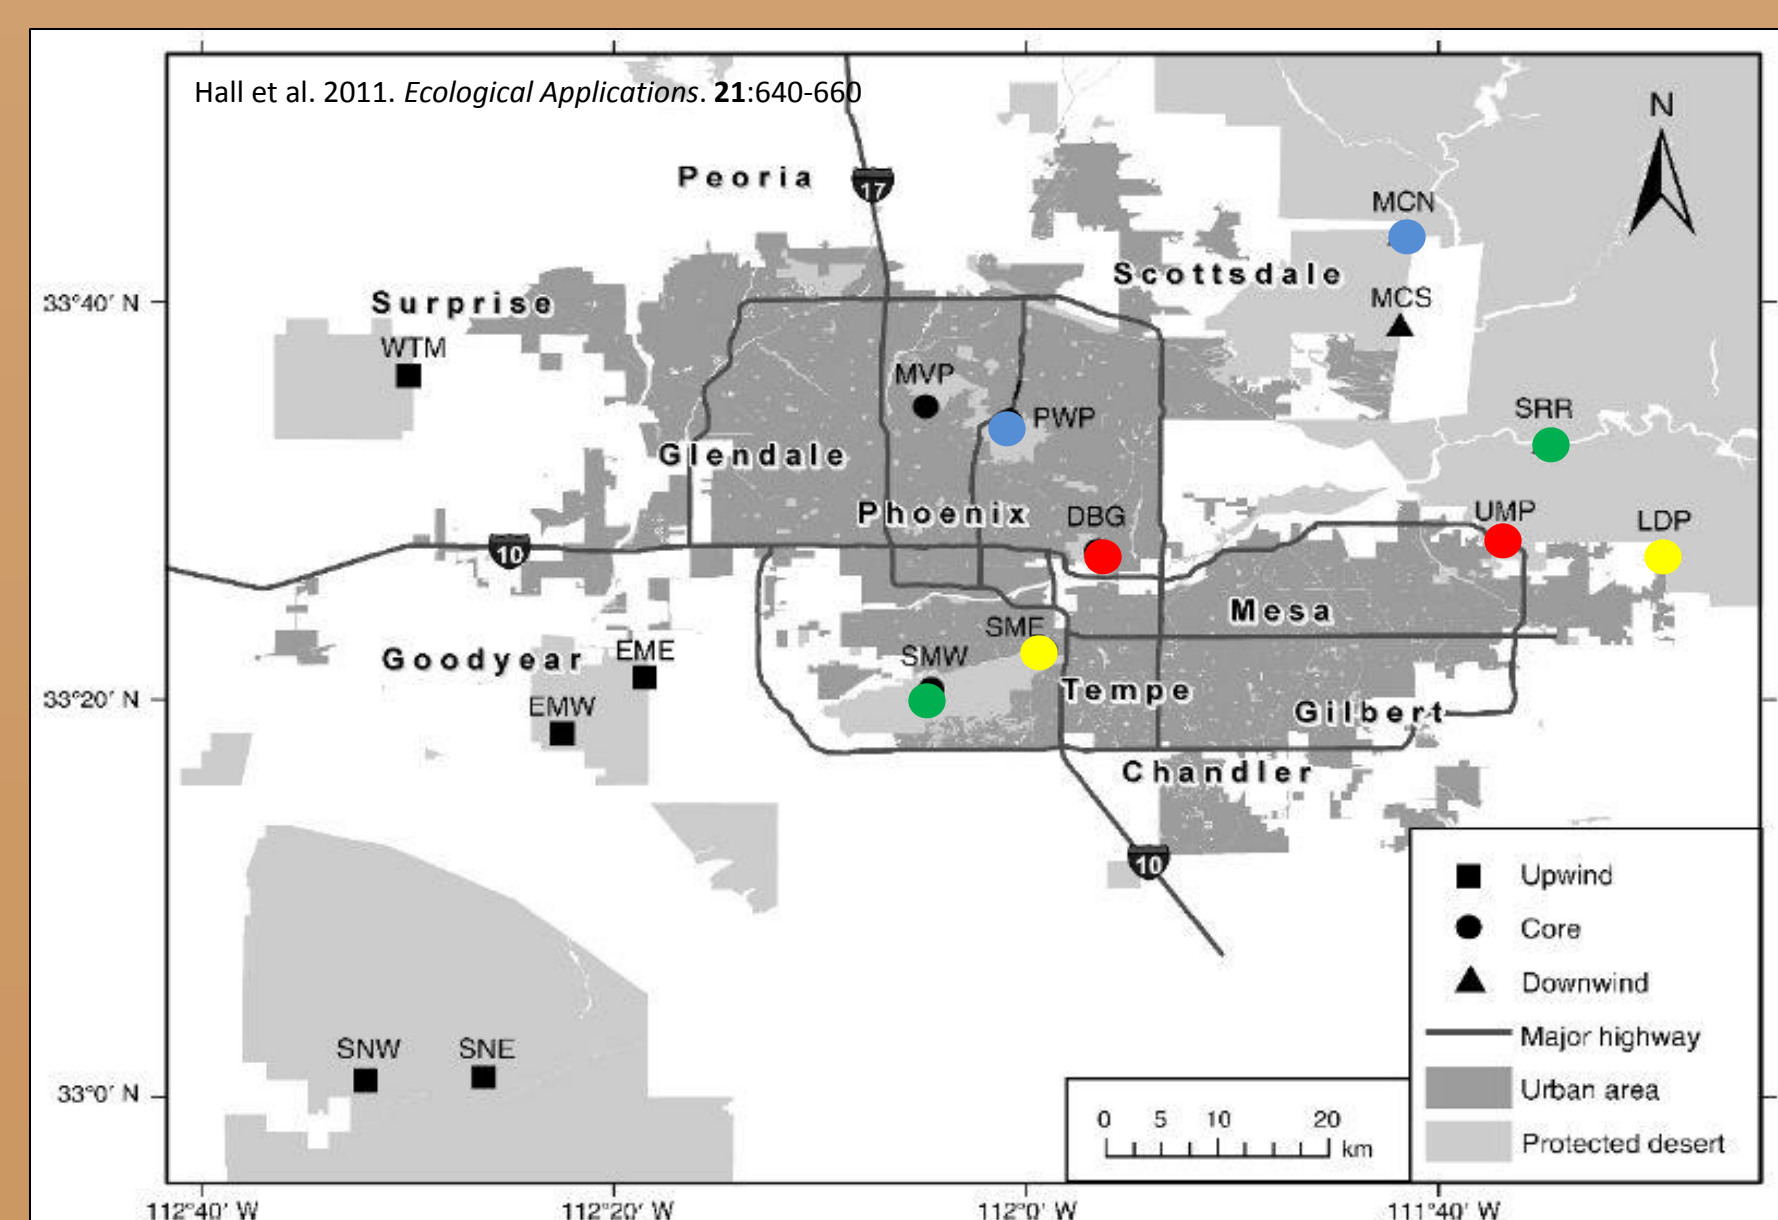 Hall et al. 2011. Ecological Applications. 21:640-660
N
Peoria
17
MCN
Scottsdale
33°40′ N
Surprise
MCS
WTM
MVP
PWP
SRR
Glendale
Phoenix
DBG
UMP
LDP
10
Mesa
SME
Goodyear
EME
SMW
Tempe
33°20′ N
EMW
Gilbert
Chandler
10
Upwind
Core
Downwind
Major highway
Urban area
Protected desert
SNW
SNE
33°0′ N
0 5 10 20
km
112°40′ W
112°20′ W
112°0′ W
111°40′ W